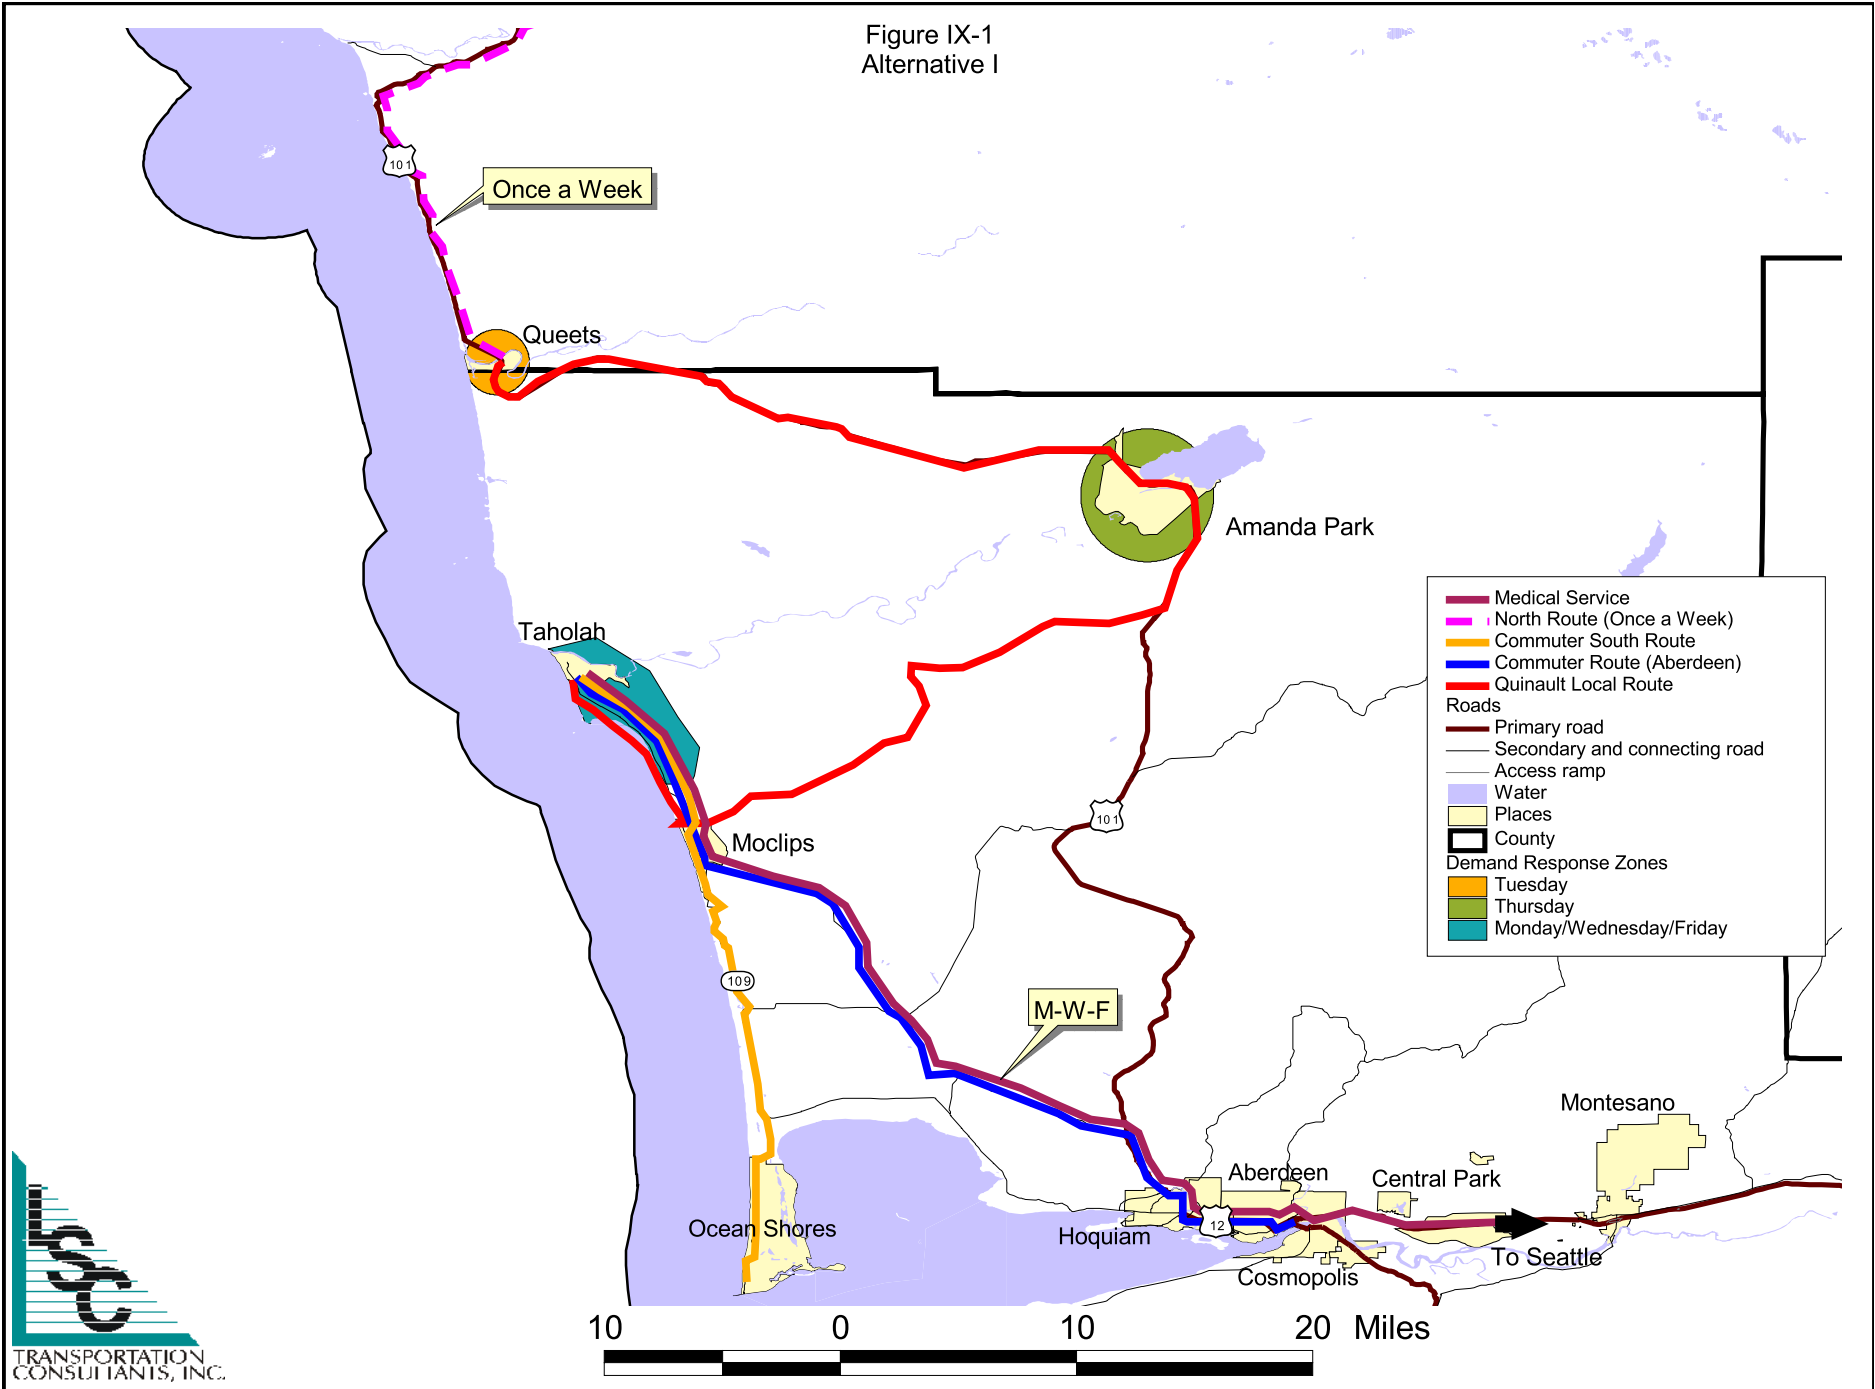 Figure IX-1
Alternative I
101
Once a Week
Queets
Amanda Park
Taholah
Medical Service
North Route (Once a Week)
Commuter South Route
Commuter Route (Aberdeen)
Quinault Local Route
Roads
Primary road
Secondary and connecting road
Access ramp
Water
Places
County
Demand Response Zones
Tuesday
Thursday
Monday/Wednesday/Friday
101
Moclips
109
M-W-F
Montesano
Aberdeen
Central Park
Ocean Shores
Hoquiam
12
To Seattle
Cosmopolis
10 0 10 20 Miles
LSC
TRANSPORTATION
CONSULTANTS, INC.